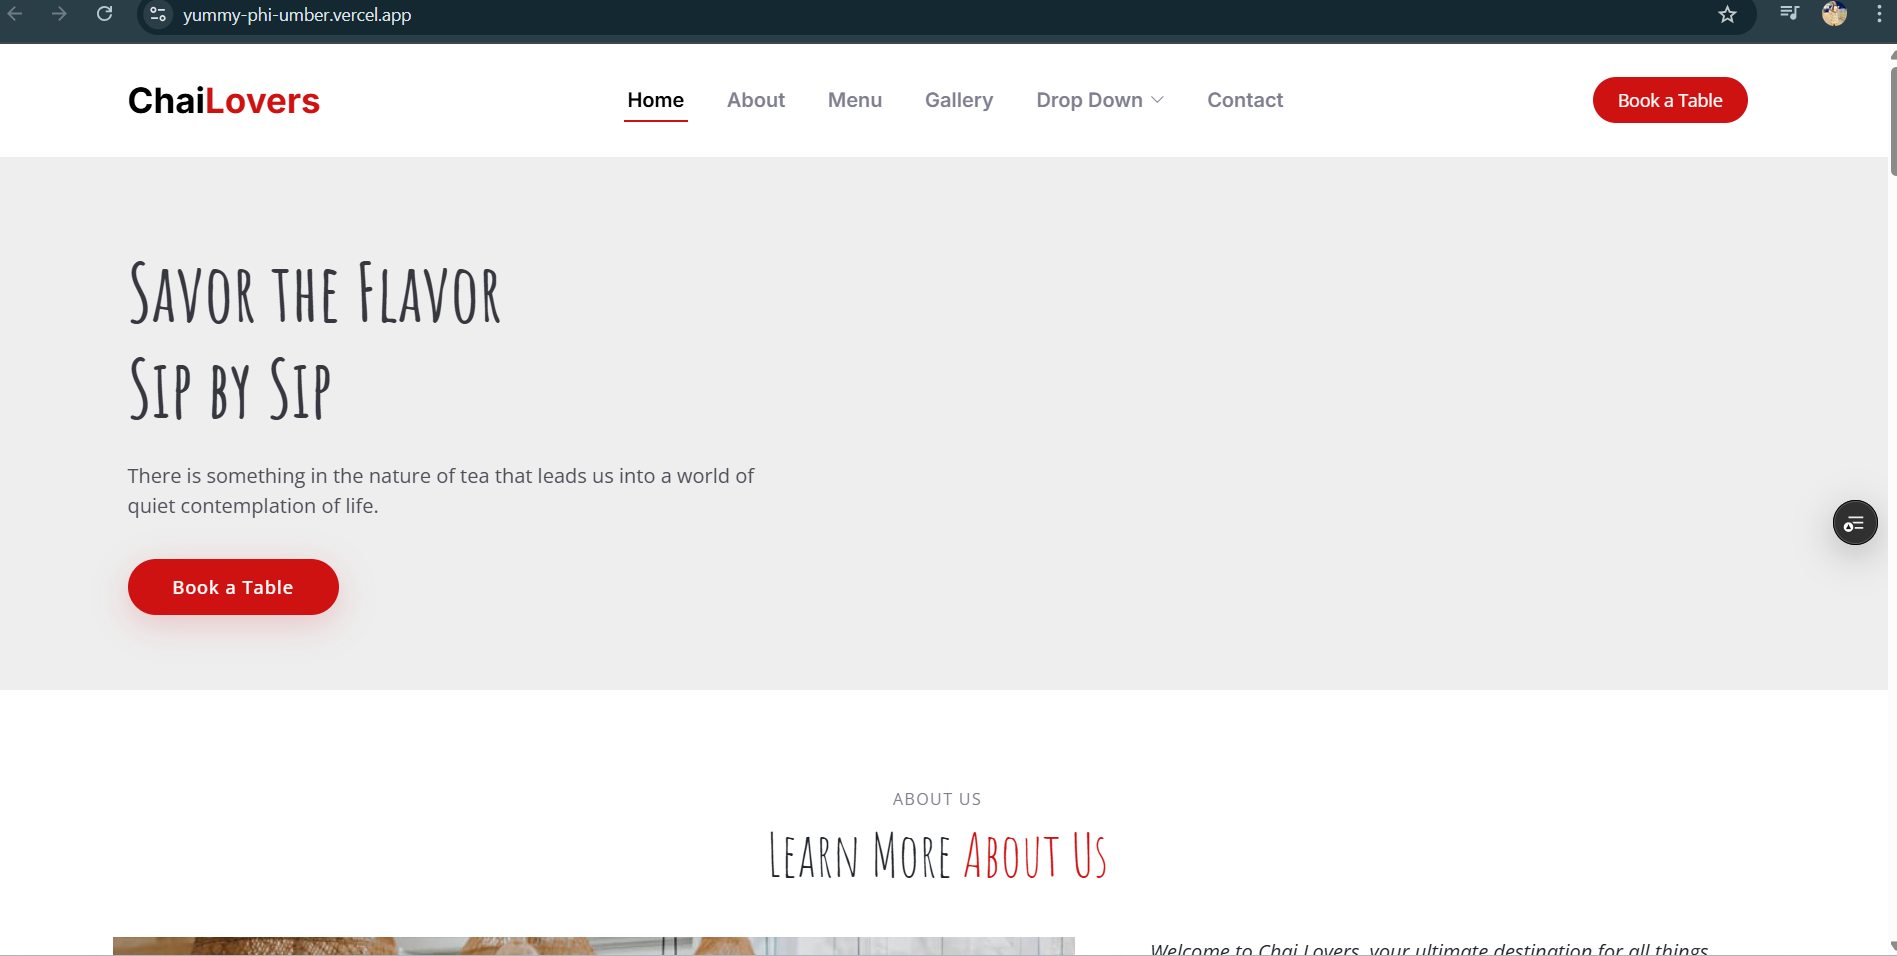 yummy-phi-umber.vercel.app
ChaiLovers
Home
About
Menu
Gallery
Drop Down
Contact
Book a Table
Savor the Flavor
Sip by Sip
There is something in the nature of tea that leads us into a world of
quiet contemplation of life.
Book a Table
ABOUT US
Learn More About Us
Welcome to Chai Lovers, your ultimate destination for all things